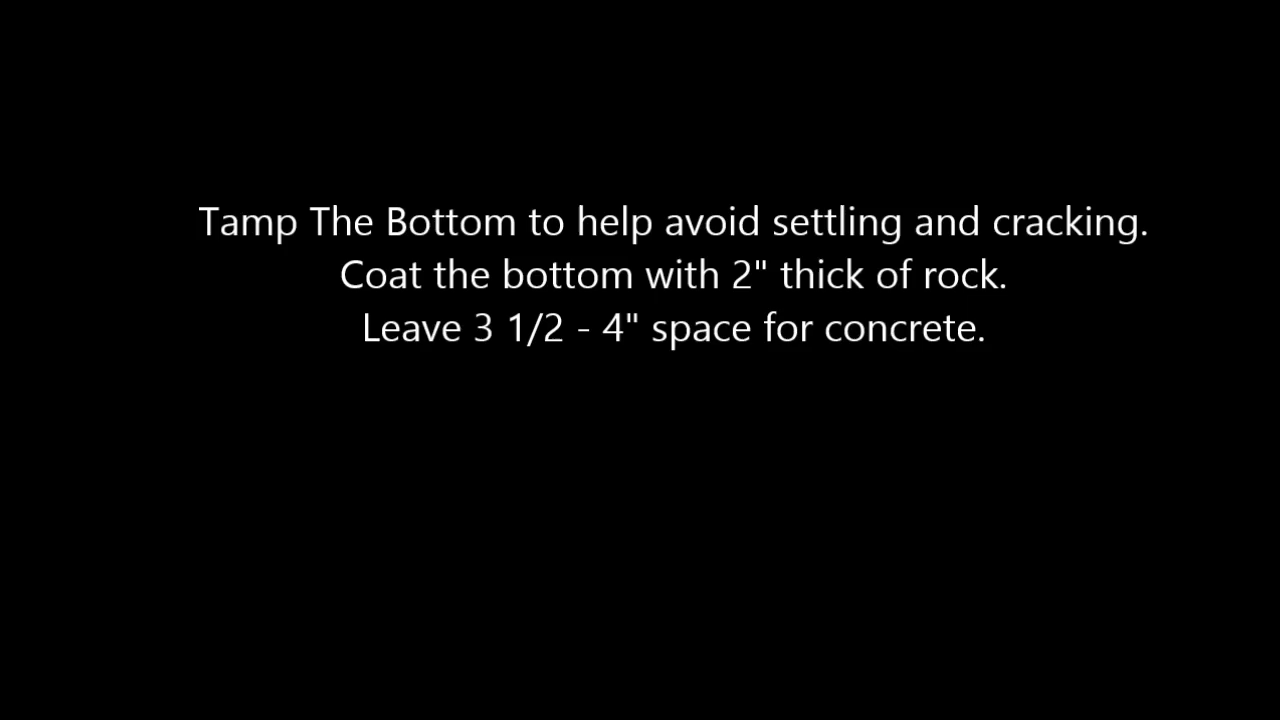 Tamp The Bottom to help avoid settling and cracking.
Coat the bottom with 2" thick of rock.
Leave 3 1/2 - 4" space for concrete.